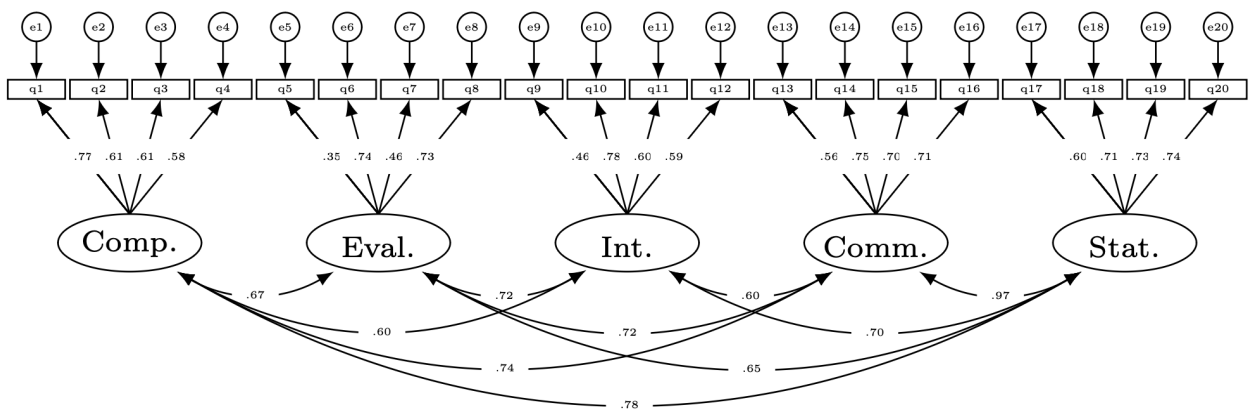 e1 e2 e3 e4 e5 e6 e7 e8 e9 e10 e11 e12 e13 e14 e15 e16 e17 e18 e19 e20
q1 q2 q3 q4 q5 q6 q7 q8 q9 q10 q11 q12 q13 q14 q15 q16 q17 q18 q19 q20
.77 .61 .61 .58 .35 .74 .46 .73 .46 .78 .60 .59 .56 .75 .70 .71 .60 .71 .73 .74
Comp. Eval. Int. Comm. Stat.
.67 .72 .60 .97
.60 .72 .70
.74 .65
.78